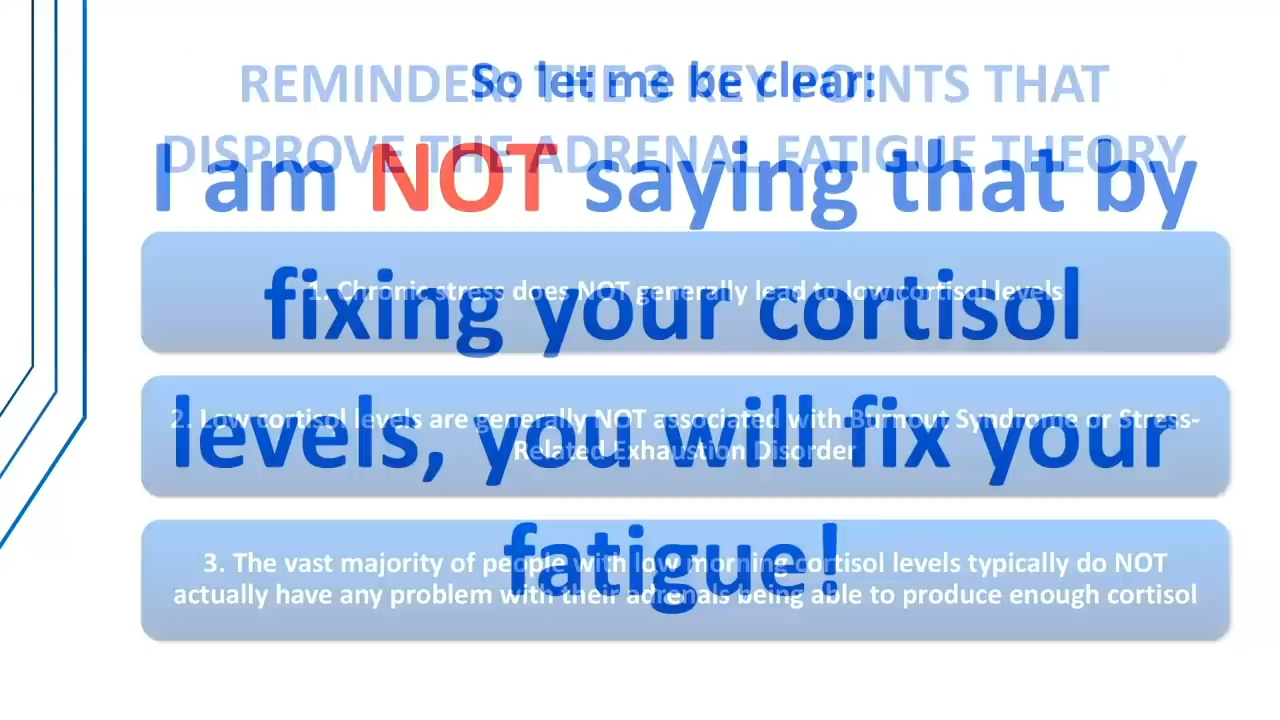 So let me be clear:
I am NOT saying that by
fixing your cortisol
levels, you will fix your
fatigue!
REMINDER: THE 3 KEY POINTS THAT
DISPROVE THE ADRENAL FATIGUE THEORY
1. Chronic stress does NOT generally lead to low cortisol levels
2. Low cortisol levels are generally NOT associated with Burnout Syndrome or Stress-
Related Exhaustion Disorder
3. The vast majority of people with low morning cortisol levels typically do NOT
actually have any problem with their adrenals being able to produce enough cortisol